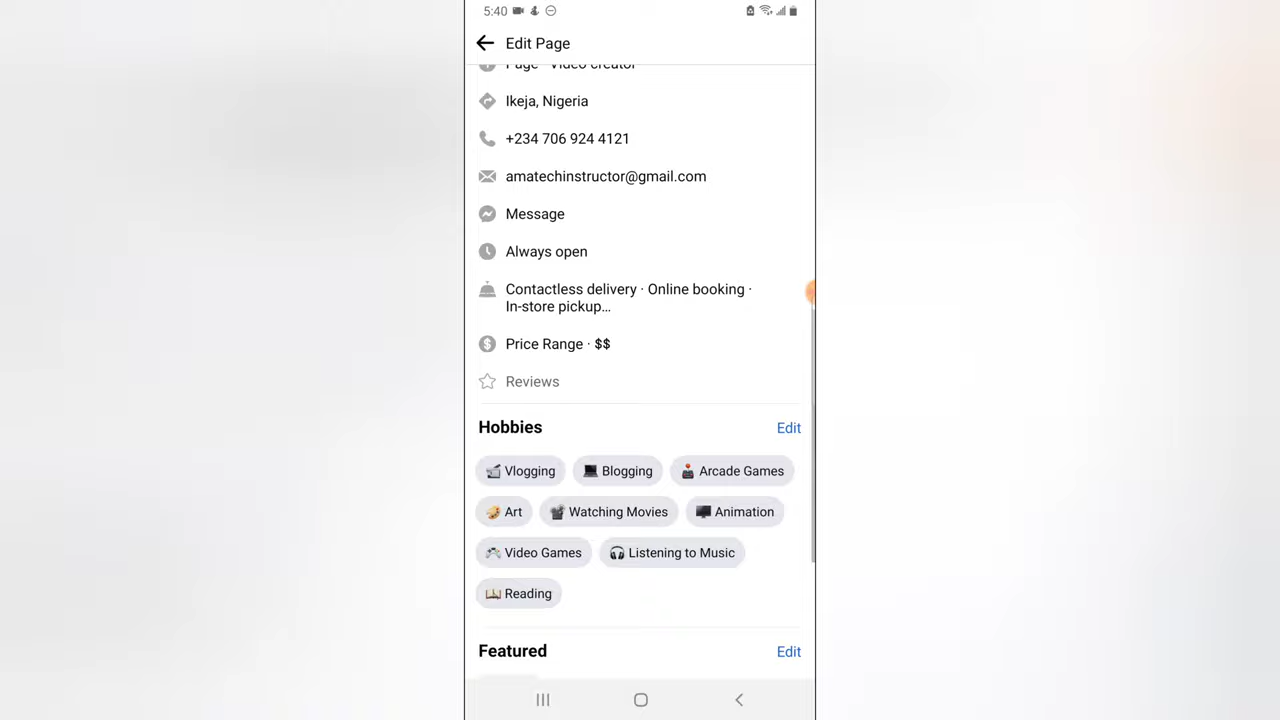 5:40
Edit Page
Page · Video creator
Ikeja, Nigeria
+234 706 924 4121
amatechinstructor@gmail.com
Message
Always open
Contactless delivery · Online booking ·
In-store pickup...
Price Range · $$
Reviews
Hobbies Edit
Vlogging Blogging Arcade Games
Art Watching Movies Animation
Video Games Listening to Music
Reading
Featured Edit